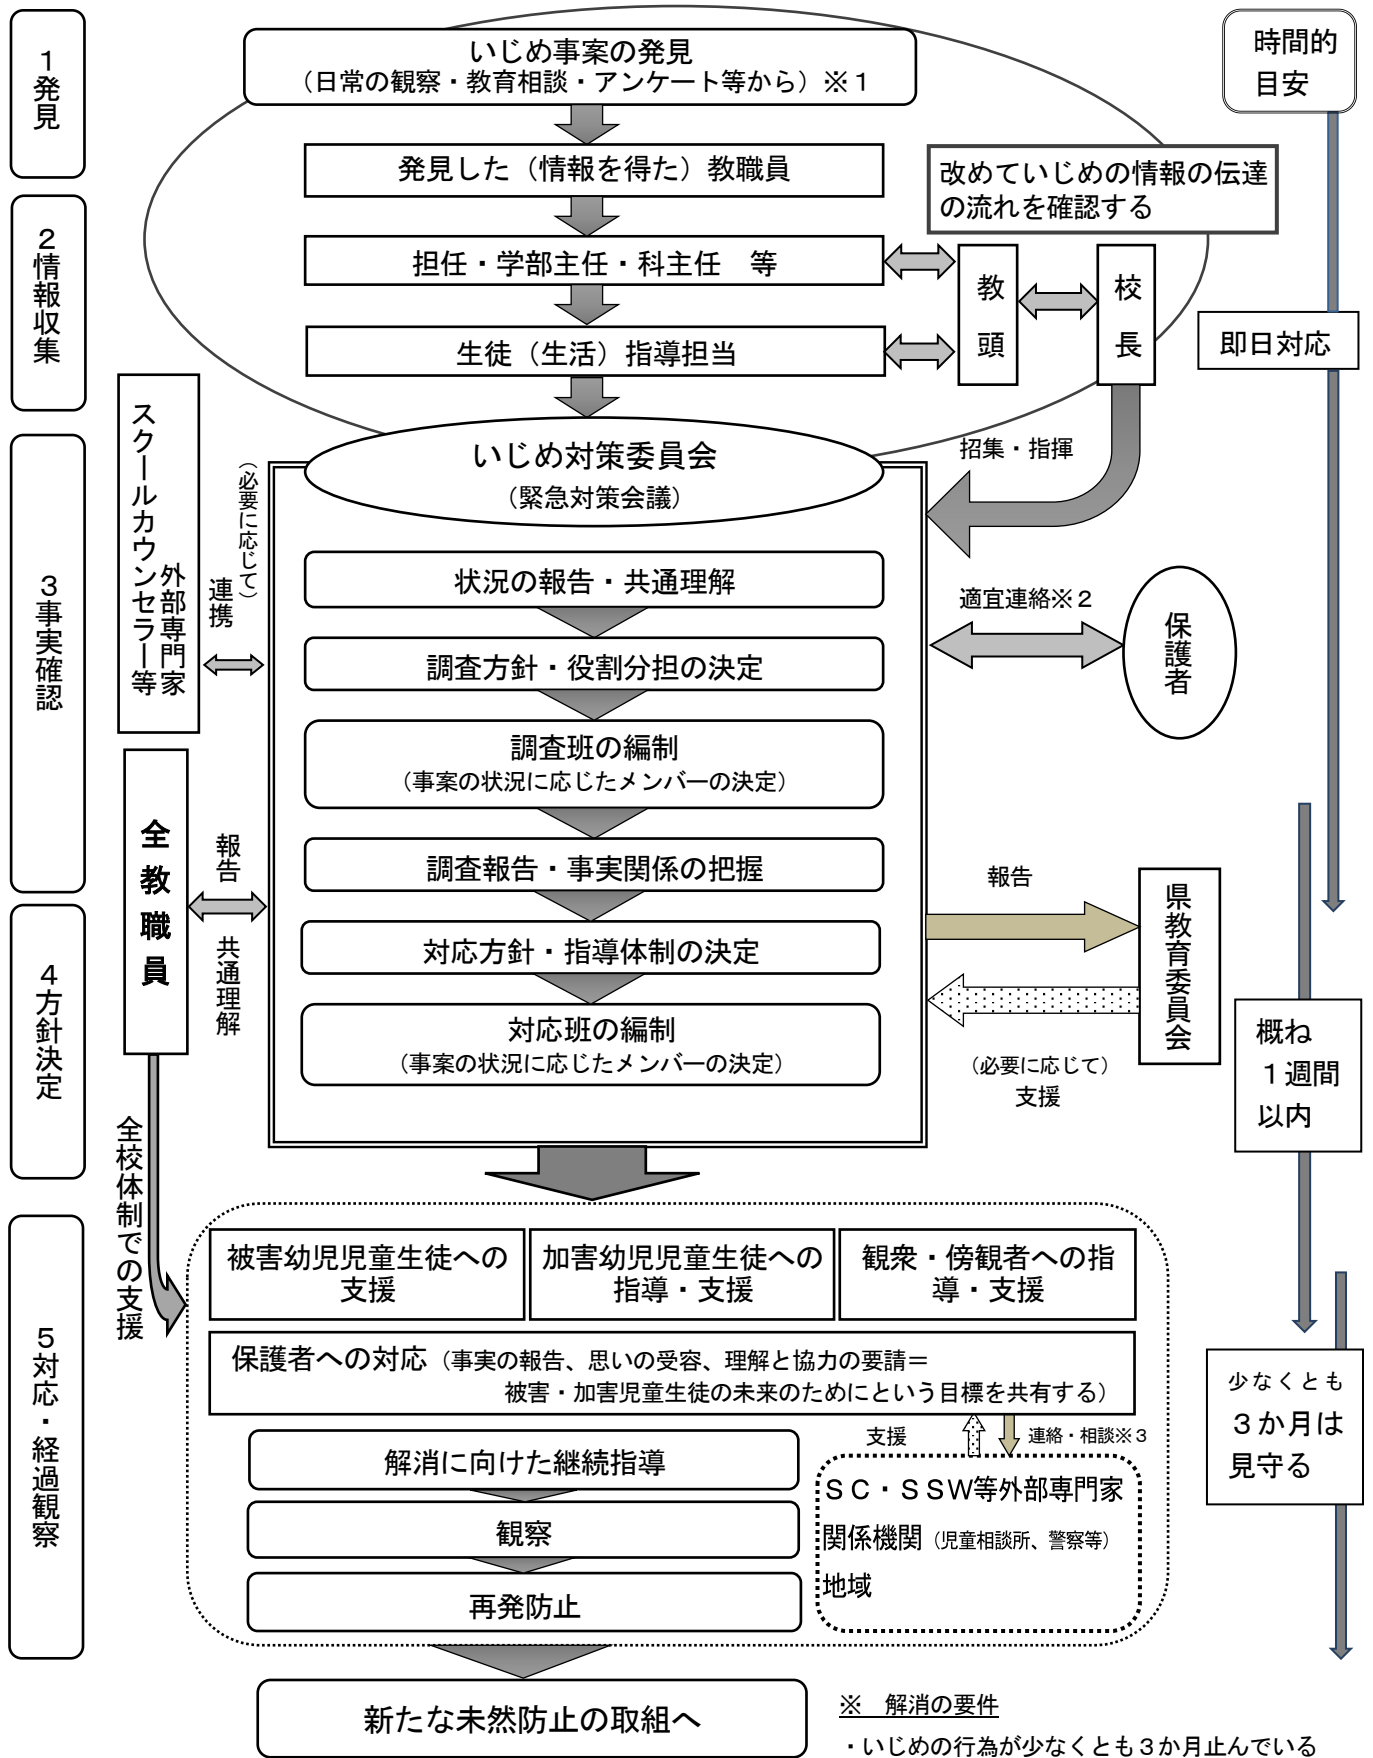 1発見
いじめ事案の発見
（日常の観察・教育相談・アンケート等から）※１
時間的
目安
発見した（情報を得た）教職員
改めていじめの情報の伝達
の流れを確認する
2情報収集
担任・学部主任・科主任　等
教頭
校長
生徒（生活）指導担当
即日対応
3事実確認
スクールカウンセラー等
外部専門家
連携
（必要に応じて）
いじめ対策委員会
（緊急対策会議）
招集・指揮
状況の報告・共通理解
適宜連絡※２
保護者
調査方針・役割分担の決定
調査班の編制
（事案の状況に応じたメンバーの決定）
全教職員
報告
共通理解
調査報告・事実関係の把握
報告
県教育委員会
4方針決定
対応方針・指導体制の決定
対応班の編制
（事案の状況に応じたメンバーの決定）
（必要に応じて）
支援
概ね
１週間
以内
全校体制での支援
5対応・経過観察
被害幼児児童生徒への
支援
加害幼児児童生徒への
指導・支援
観衆・傍観者への指
導・支援
保護者への対応（事実の報告、思いの受容、理解と協力の要請＝
被害・加害児童生徒の未来のためにという目標を共有する）
少なくとも
３か月は
見守る
支援
連絡・相談※３
解消に向けた継続指導
観察
再発防止
ＳＣ・ＳＳＷ等外部専門家
関係機関（児童相談所、警察等）
地域
新たな未然防止の取組へ
※　解消の要件
・いじめの行為が少なくとも３か月止んでいる